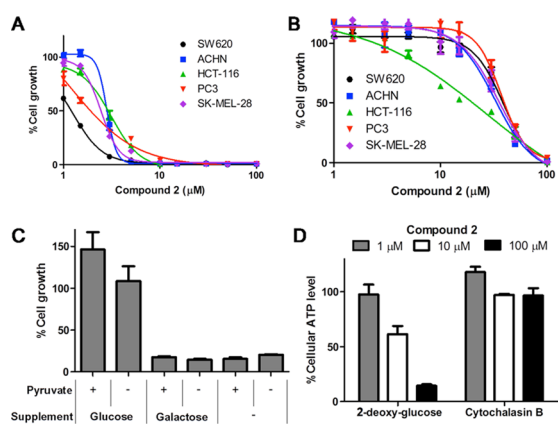 A
% Cell growth
100
50
0
1
10
100
Compound 2 (μM)
SW620
ACHN
HCT-116
PC3
SK-MEL-28
B
% Cell growth
100
50
0
1
10
100
Compound 2 (μM)
SW620
ACHN
HCT-116
PC3
SK-MEL-28
C
% Cell growth
150
100
50
0
Pyruvate + - + - + -
Supplement Glucose Galactose -
D
Compound 2
1 μM 10 μM 100 μM
% Cellular ATP level
150
100
50
0
2-deoxy-glucose Cytochalasin B